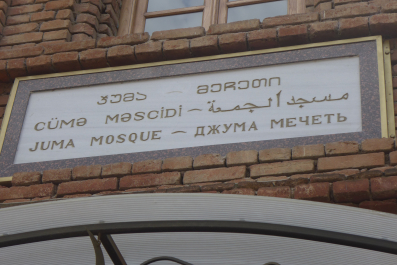 ჯუმა - მეჩეთი
CÜMƏ MƏSCİDİ - مسجد الجمعة
JUMA MOSQUE - ДЖУМА МЕЧЕТЬ